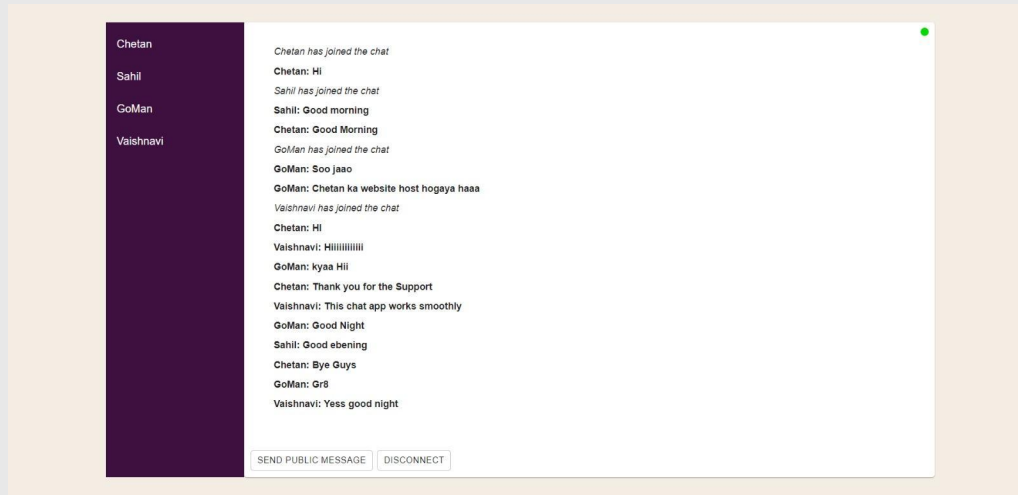 Chetan
Sahil
GoMan
Vaishnavi
Chetan has joined the chat
Chetan: Hi
Sahil has joined the chat
Sahil: Good morning
Chetan: Good Morning
GoMan has joined the chat
GoMan: Soo jaao
GoMan: Chetan ka website host hogaya haaa
Vaishnavi has joined the chat
Chetan: HI
Vaishnavi: Hiiiiiiiiiiii
GoMan: kyaa Hii
Chetan: Thank you for the Support
Vaishnavi: This chat app works smoothly
GoMan: Good Night
Sahil: Good ebening
Chetan: Bye Guys
GoMan: Gr8
Vaishnavi: Yess good night
SEND PUBLIC MESSAGE DISCONNECT